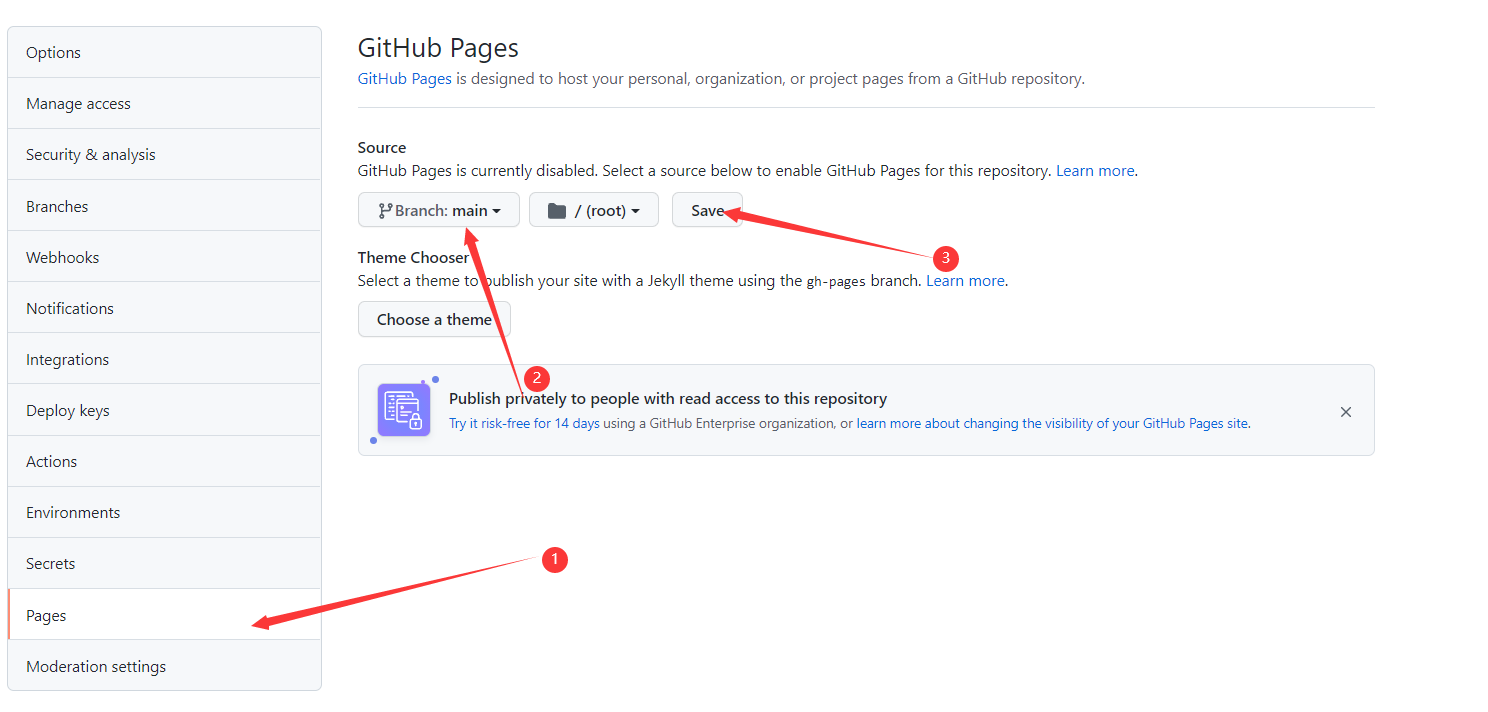 Options
Manage access
Security & analysis
Branches
Webhooks
Notifications
Integrations
Deploy keys
Actions
Environments
Secrets
Pages
Moderation settings
GitHub Pages
GitHub Pages is designed to host your personal, organization, or project pages from a GitHub repository.
Source
GitHub Pages is currently disabled. Select a source below to enable GitHub Pages for this repository. Learn more.
Branch: main
/ (root)
Save
3
Theme Chooser
Select a theme to publish your site with a Jekyll theme using the gh-pages branch. Learn more.
Choose a theme
2
Publish privately to people with read access to this repository
Try it risk-free for 14 days using a GitHub Enterprise organization, or learn more about changing the visibility of your GitHub Pages site.
1